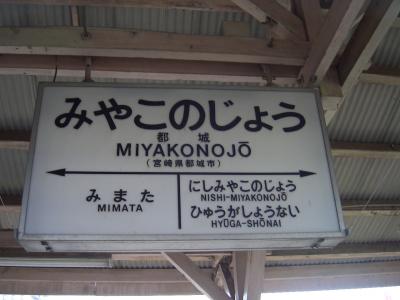 みやこのじょう
都城
MIYAKONOJŌ
(宮崎県都城市)
みまた
MIMATA
にしみやこのじょう
NISHI-MIYAKONOJŌ
ひゅうがしょうない
HYŪGA-SHŌNAI